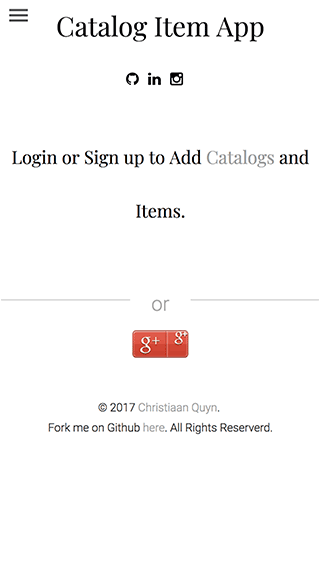 Catalog Item App
Login or Sign up to Add Catalogs and
Items.
or
g+ g+
© 2017 Christiaan Quyn.
Fork me on Github here. All Rights Reserverd.